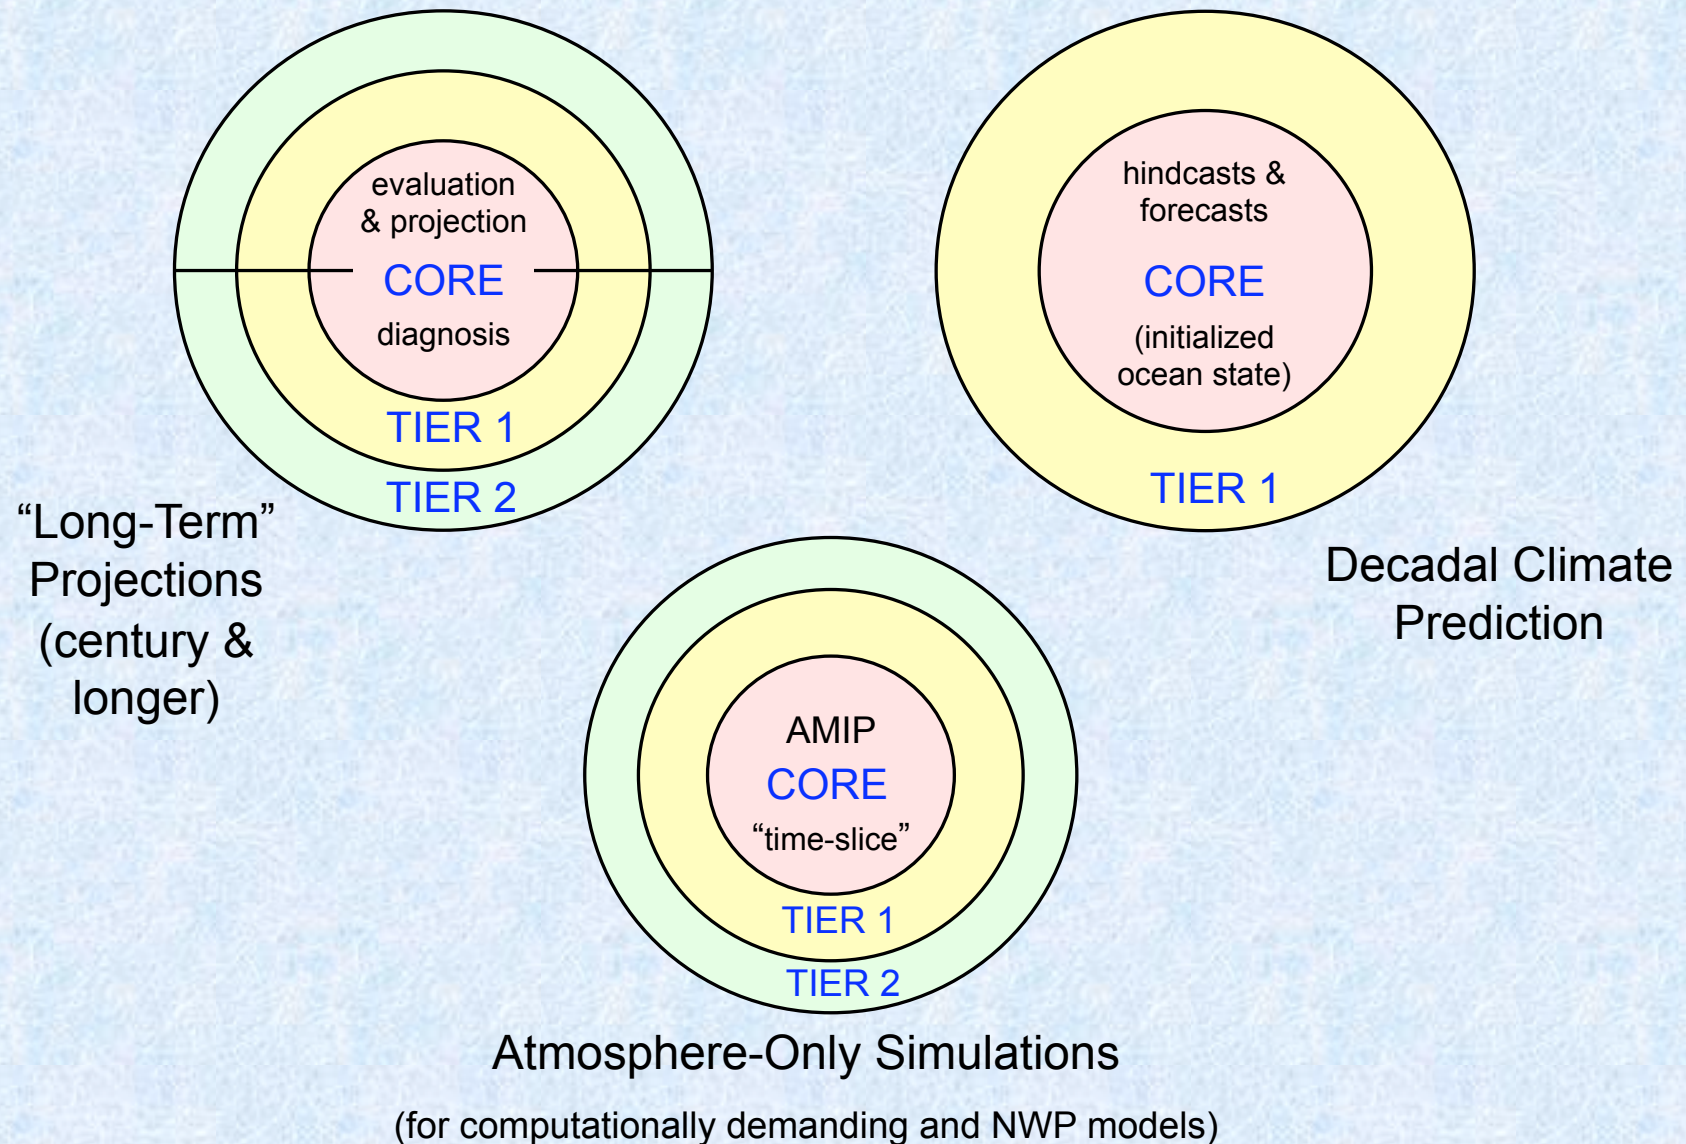 evaluation
& projection
CORE
diagnosis
TIER 1
TIER 2
“Long-Term”
Projections
(century &
longer)
hindcasts &
forecasts
CORE
(initialized
ocean state)
TIER 1
Decadal Climate
Prediction
AMIP
CORE
“time-slice”
TIER 1
TIER 2
Atmosphere-Only Simulations
(for computationally demanding and NWP models)